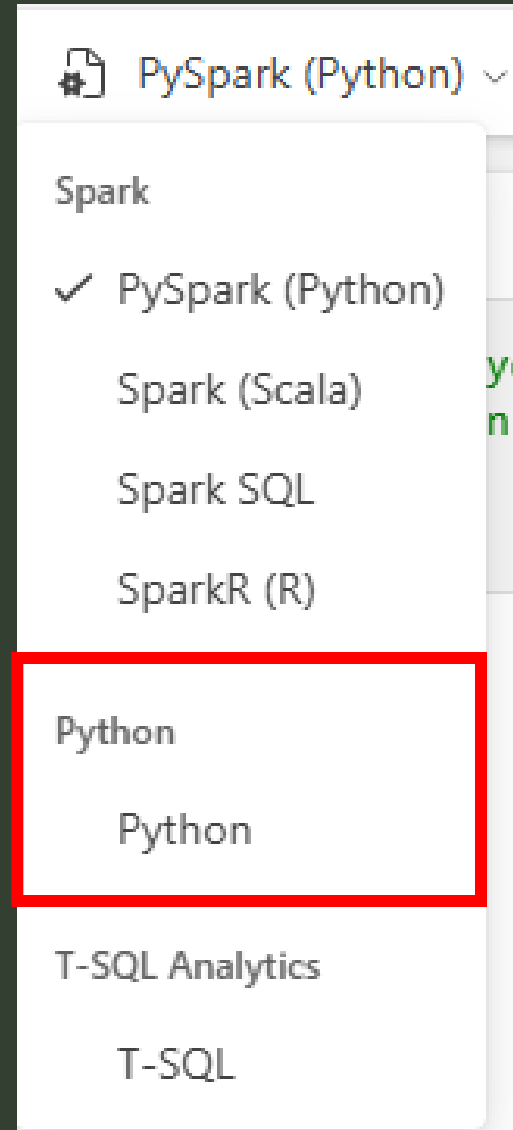 PySpark (Python)
Spark
PySpark (Python)
Spark (Scala)
Spark SQL
SparkR (R)
Python
Python
T-SQL Analytics
T-SQL